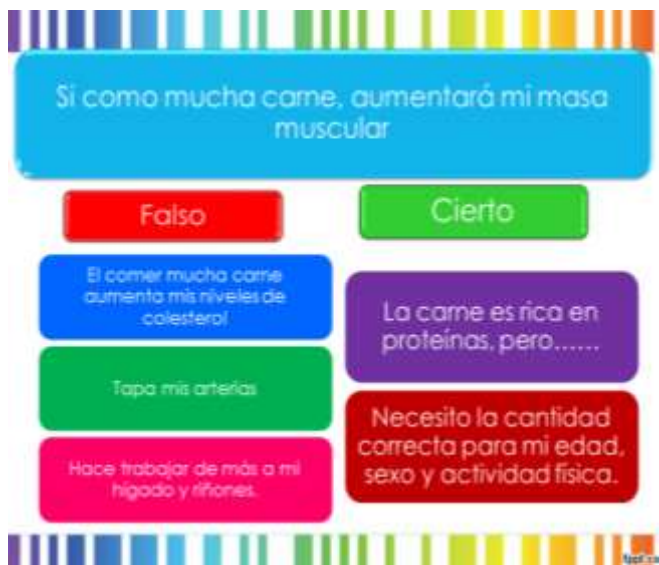 Si como mucha carne, aumentará mi masa
muscular
Falso
Cierto
El comer mucha carne
aumenta mis niveles de
colesterol
Tapa mis arterias
Hace trabajar de más a mi
hígado y riñones.
La carne es rica en
proteínas, pero......
Necesito la cantidad
correcta para mi edad,
sexo y actividad física.